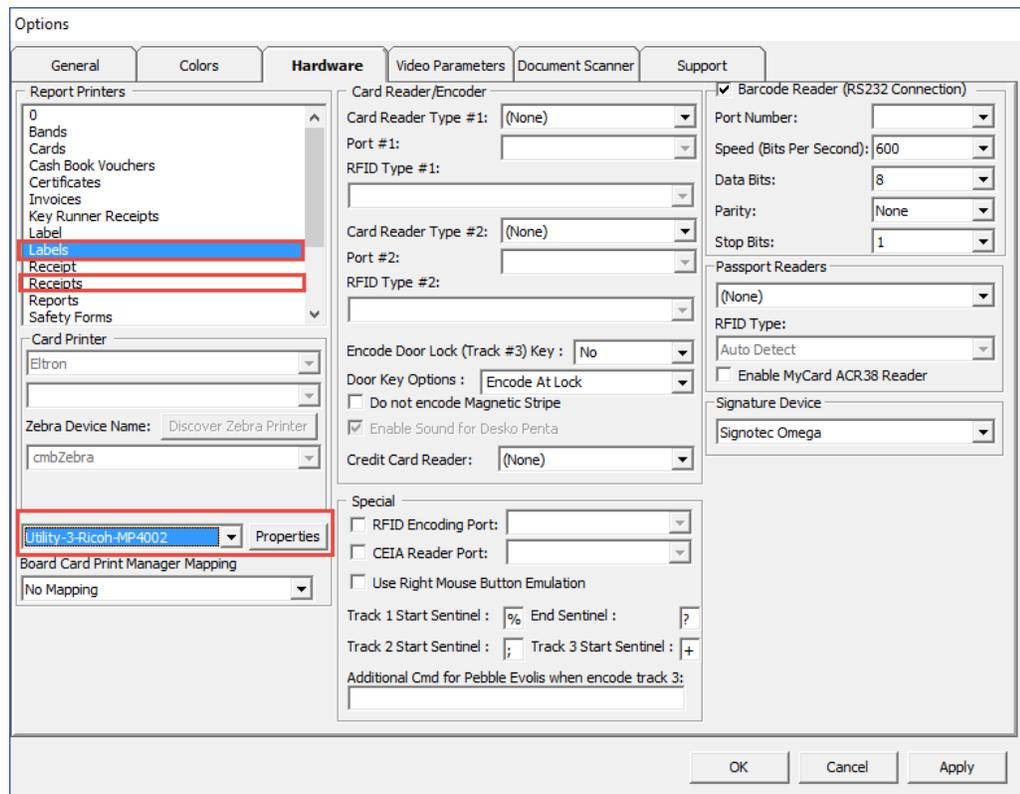 Options
General
Colors
Hardware
Video Parameters
Document Scanner
Support
Report Printers
0
Bands
Cards
Cash Book Vouchers
Certificates
Invoices
Key Runner Receipts
Label
Labels
Receipt
Receipts
Reports
Safety Forms
Card Printer
Eltron
Zebra Device Name: Discover Zebra Printer
cmbZebra
Utility-3-Ricoh-MP4002 Properties
Board Card Print Manager Mapping
No Mapping
Card Reader/Encoder
Card Reader Type #1: (None)
Port #1:
RFID Type #1:
Card Reader Type #2: (None)
Port #2:
RFID Type #2:
Encode Door Lock (Track #3) Key : No
Door Key Options : Encode At Lock
Do not encode Magnetic Stripe
Enable Sound for Desko Penta
Credit Card Reader: (None)
Special
RFID Encoding Port:
CEIA Reader Port:
Use Right Mouse Button Emulation
Track 1 Start Sentinel : % End Sentinel : ?
Track 2 Start Sentinel : ; Track 3 Start Sentinel : +
Additional Cmd for Pebble Evolis when encode track 3:
Barcode Reader (RS232 Connection)
Port Number:
Speed (Bits Per Second): 600
Data Bits: 8
Parity: None
Stop Bits: 1
Passport Readers
(None)
RFID Type:
Auto Detect
Enable MyCard ACR38 Reader
Signature Device
Signotec Omega
OK
Cancel
Apply